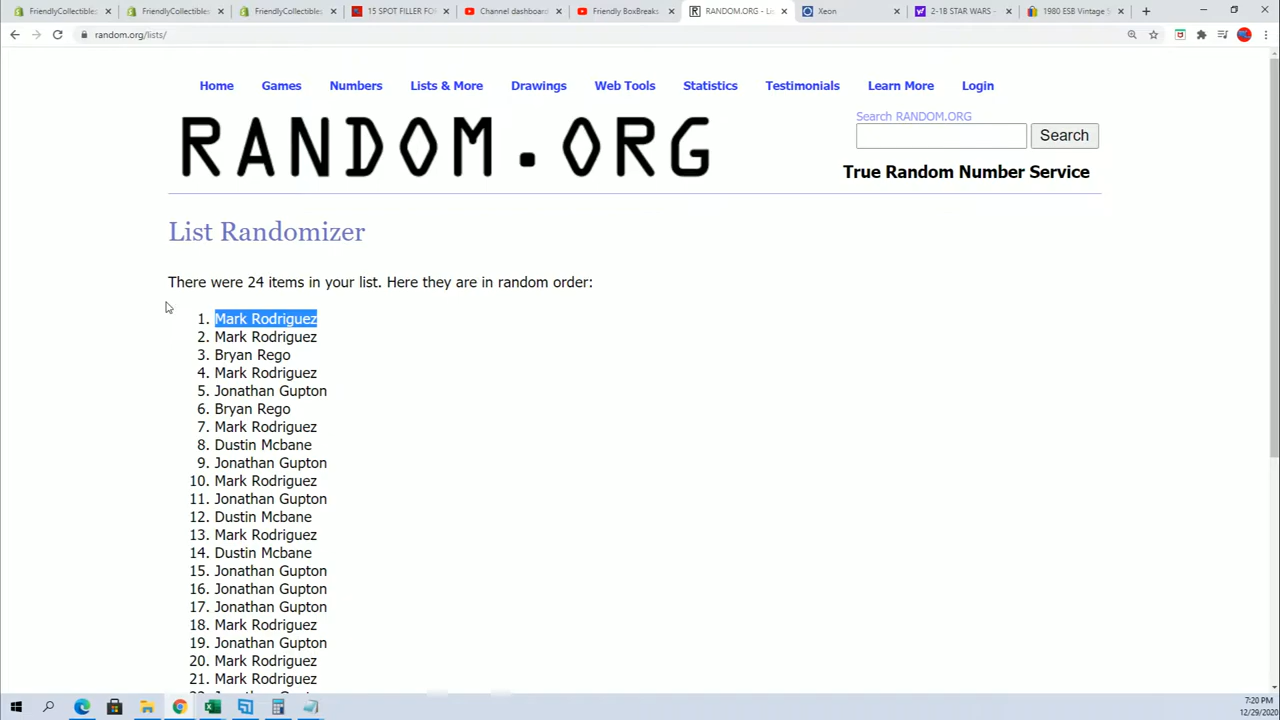 FriendlyCollectibles
FriendlyCollectibles
FriendlyCollectibles
15 SPOT FILLER FO
Channel dashboard
Friendly BoxBreaks
RANDOM.ORG - Li
Xeon
2-1B STAR WARS -
1980 ESB Vintage S
random.org/lists/
Home Games Numbers Lists & More Drawings Web Tools Statistics Testimonials Learn More Login
RANDOM.ORG
Search RANDOM.ORG
Search
True Random Number Service
List Randomizer
There were 24 items in your list. Here they are in random order:
1. Mark Rodriguez
2. Mark Rodriguez
3. Bryan Rego
4. Mark Rodriguez
5. Jonathan Gupton
6. Bryan Rego
7. Mark Rodriguez
8. Dustin Mcbane
9. Jonathan Gupton
10. Mark Rodriguez
11. Jonathan Gupton
12. Dustin Mcbane
13. Mark Rodriguez
14. Dustin Mcbane
15. Jonathan Gupton
16. Jonathan Gupton
17. Jonathan Gupton
18. Mark Rodriguez
19. Jonathan Gupton
20. Mark Rodriguez
21. Mark Rodriguez
7:20 PM
12/29/2020